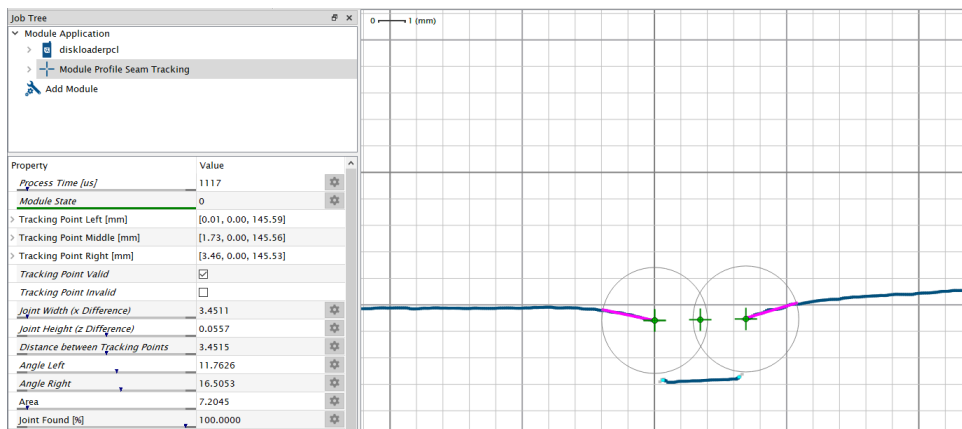 Job Tree
Module Application
diskloaderpcl
Module Profile Seam Tracking
Add Module
Property Value
Process Time [us] 1117
Module State 0
Tracking Point Left [mm] [0.01, 0.00, 145.59]
Tracking Point Middle [mm] [1.73, 0.00, 145.56]
Tracking Point Right [mm] [3.46, 0.00, 145.53]
Tracking Point Valid
Tracking Point Invalid
Joint Width (x Difference) 3.4511
Joint Height (z Difference) 0.0557
Distance between Tracking Points 3.4515
Angle Left 11.7626
Angle Right 16.5053
Area 7.2045
Joint Found [%] 100.0000
0 1 (mm)